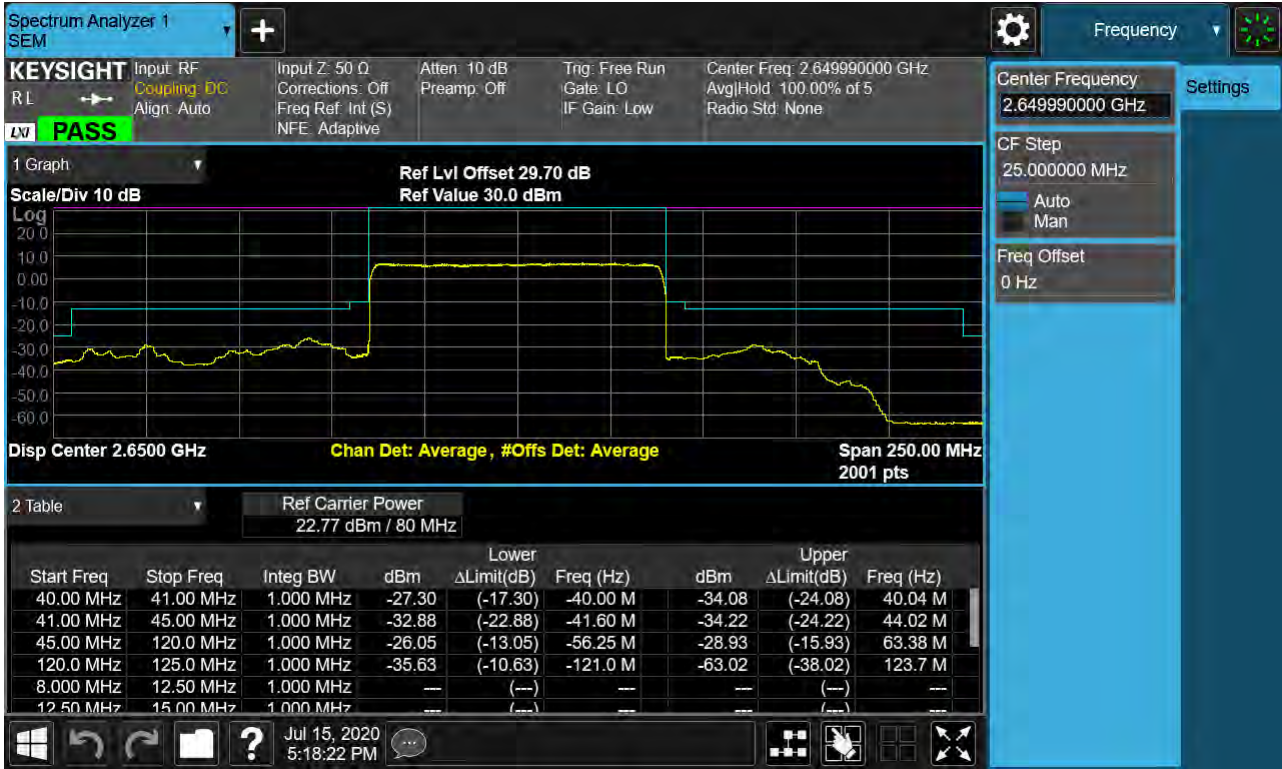 Spectrum Analyzer 1
SEM
+
Frequency
KEYSIGHT
R L
LXI
PASS
Input: RF
Coupling: DC
Align: Auto
Input Z: 50 Ω
Corrections: Off
Freq Ref: Int (S)
NFE: Adaptive
Atten: 10 dB
Preamp: Off
Trig: Free Run
Gate: LO
IF Gain: Low
Center Freq: 2.649990000 GHz
Avg|Hold: 100.00% of 5
Radio Std: None
Center Frequency
2.649990000 GHz
Settings
CF Step
25.000000 MHz
Auto
Man
Freq Offset
0 Hz
1 Graph
Scale/Div 10 dB
Ref Lvl Offset 29.70 dB
Ref Value 30.0 dBm
Log
20.0
10.0
0.00
-10.0
-20.0
-30.0
-40.0
-50.0
-60.0
Disp Center 2.6500 GHz
Chan Det: Average, #Offs Det: Average
Span 250.00 MHz
2001 pts
2 Table
Ref Carrier Power
22.77 dBm / 80 MHz
Lower Upper
Start Freq Stop Freq Integ BW dBm ΔLimit(dB) Freq (Hz) dBm ΔLimit(dB) Freq (Hz)
40.00 MHz 41.00 MHz 1.000 MHz -27.30 (-17.30) -40.00 M -34.08 (-24.08) 40.04 M
41.00 MHz 45.00 MHz 1.000 MHz -32.88 (-22.88) -41.60 M -34.22 (-24.22) 44.02 M
45.00 MHz 120.0 MHz 1.000 MHz -26.05 (-13.05) -56.25 M -28.93 (-15.93) 63.38 M
120.0 MHz 125.0 MHz 1.000 MHz -35.63 (-10.63) -121.0 M -63.02 (-38.02) 123.7 M
8.000 MHz 12.50 MHz 1.000 MHz --- (---) --- --- (---) ---
12.50 MHz 15.00 MHz 1.000 MHz --- (---) --- --- (---) ---
?
Jul 15, 2020
5:18:22 PM